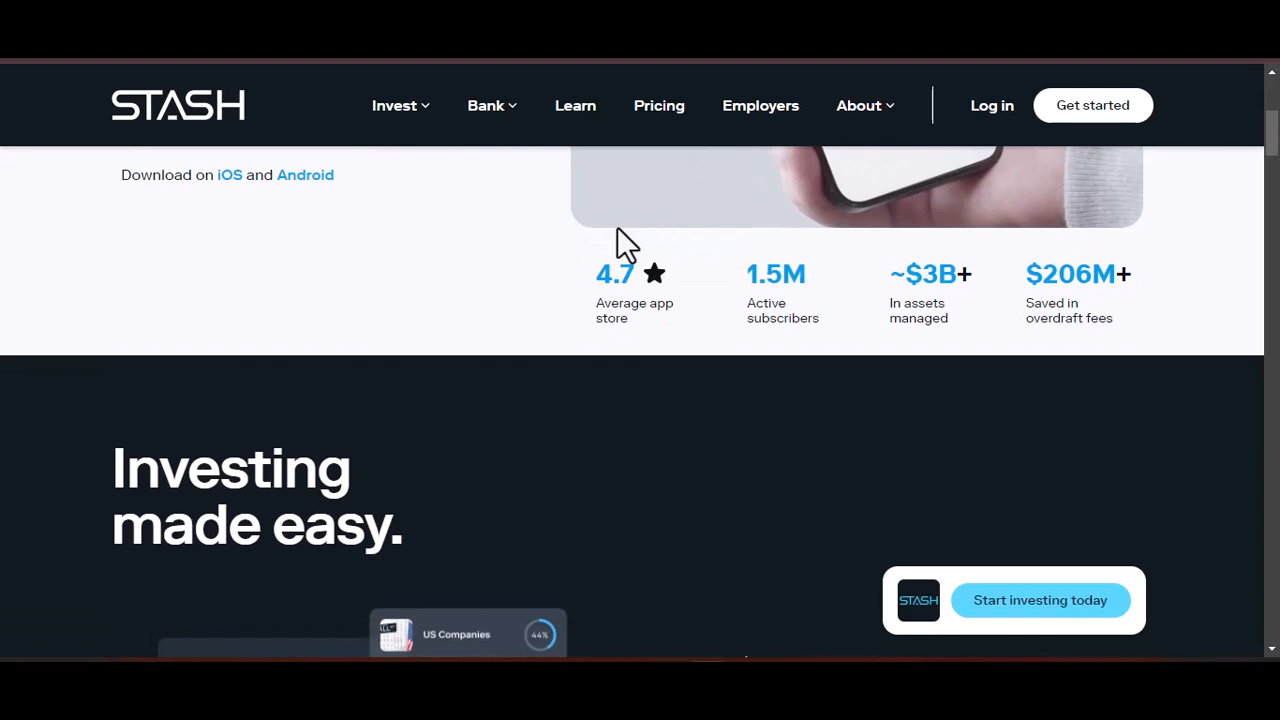 STASH
Invest Bank Learn Pricing Employers About Log in Get started
Download on iOS and Android
4.7 ★ 1.5M ~$3B+ $206M+
Average app store
Active subscribers
In assets managed
Saved in overdraft fees
Investing
made easy.
STASH Start investing today
US Companies 44%